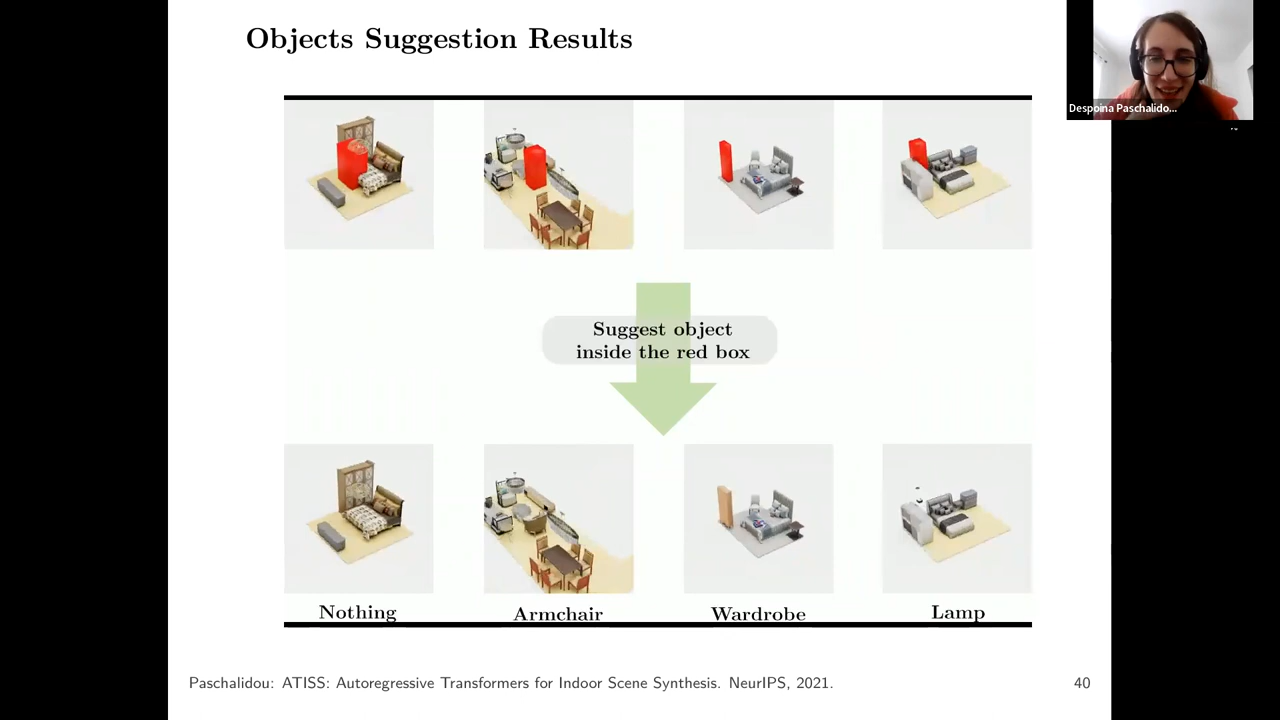 Objects Suggestion Results
Despoina Paschalido...
Suggest object
inside the red box
Nothing
Armchair
Wardrobe
Lamp
Paschalidou: ATISS: Autoregressive Transformers for Indoor Scene Synthesis. NeurIPS, 2021.
40